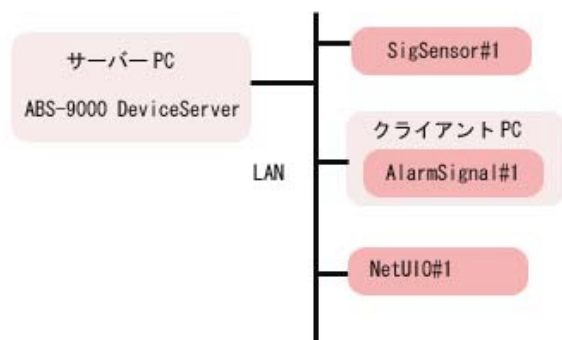 サーバーPC
ABS-9000 DeviceServer
LAN
SigSensor#1
クライアントPC
AlarmSignal#1
NetUIO#1